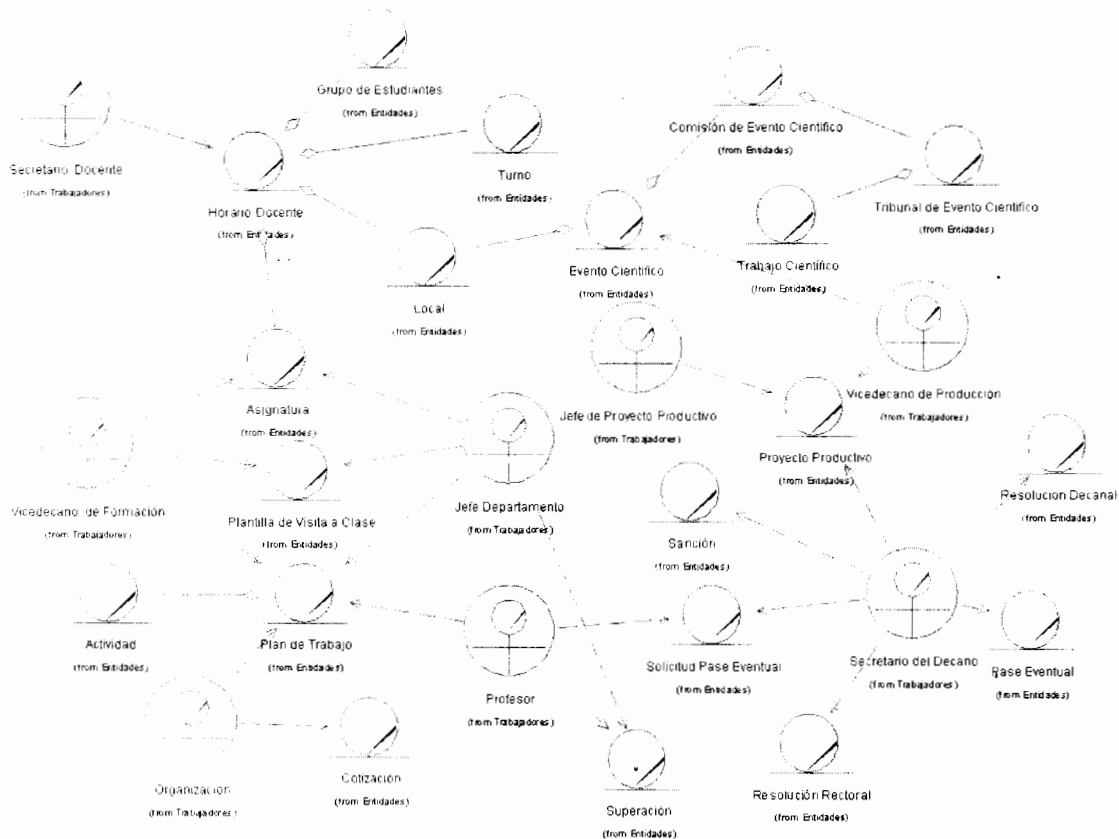 Grupo de Estudiantes
(from Entidades)
Comisión de Evento Científico
(from Entidades)
Secretario Docente
(from Trabajadores)
Turno
(from Entidades)
Horario Docente
(from Entidades)
Tribunal de Evento Científico
(from Entidades)
Evento Científico
(from Entidades)
Trabajo Científico
(from Entidades)
Local
(from Entidades)
Asignatura
(from Entidades)
Jefe de Proyecto Productivo
(from Trabajadores)
Vicedecano de Producción
(from Trabajadores)
Proyecto Productivo
(from Entidades)
Vicedecano de Formación
(from Trabajadores)
Plantilla de Visita a Clase
(from Entidades)
Jefe Departamento
(from Trabajadores)
Resolución Decanal
(from Entidades)
Sanción
(from Entidades)
Actividad
(from Entidades)
Plan de Trabajo
(from Entidades)
Solicitud Pase Eventual
(from Entidades)
Secretario del Decano
(from Trabajadores)
Pase Eventual
(from Entidades)
Profesor
(from Trabajadores)
Organización
(from Trabajadores)
Cotización
(from Entidades)
Superación
(from Entidades)
Resolución Rectoral
(from Entidades)